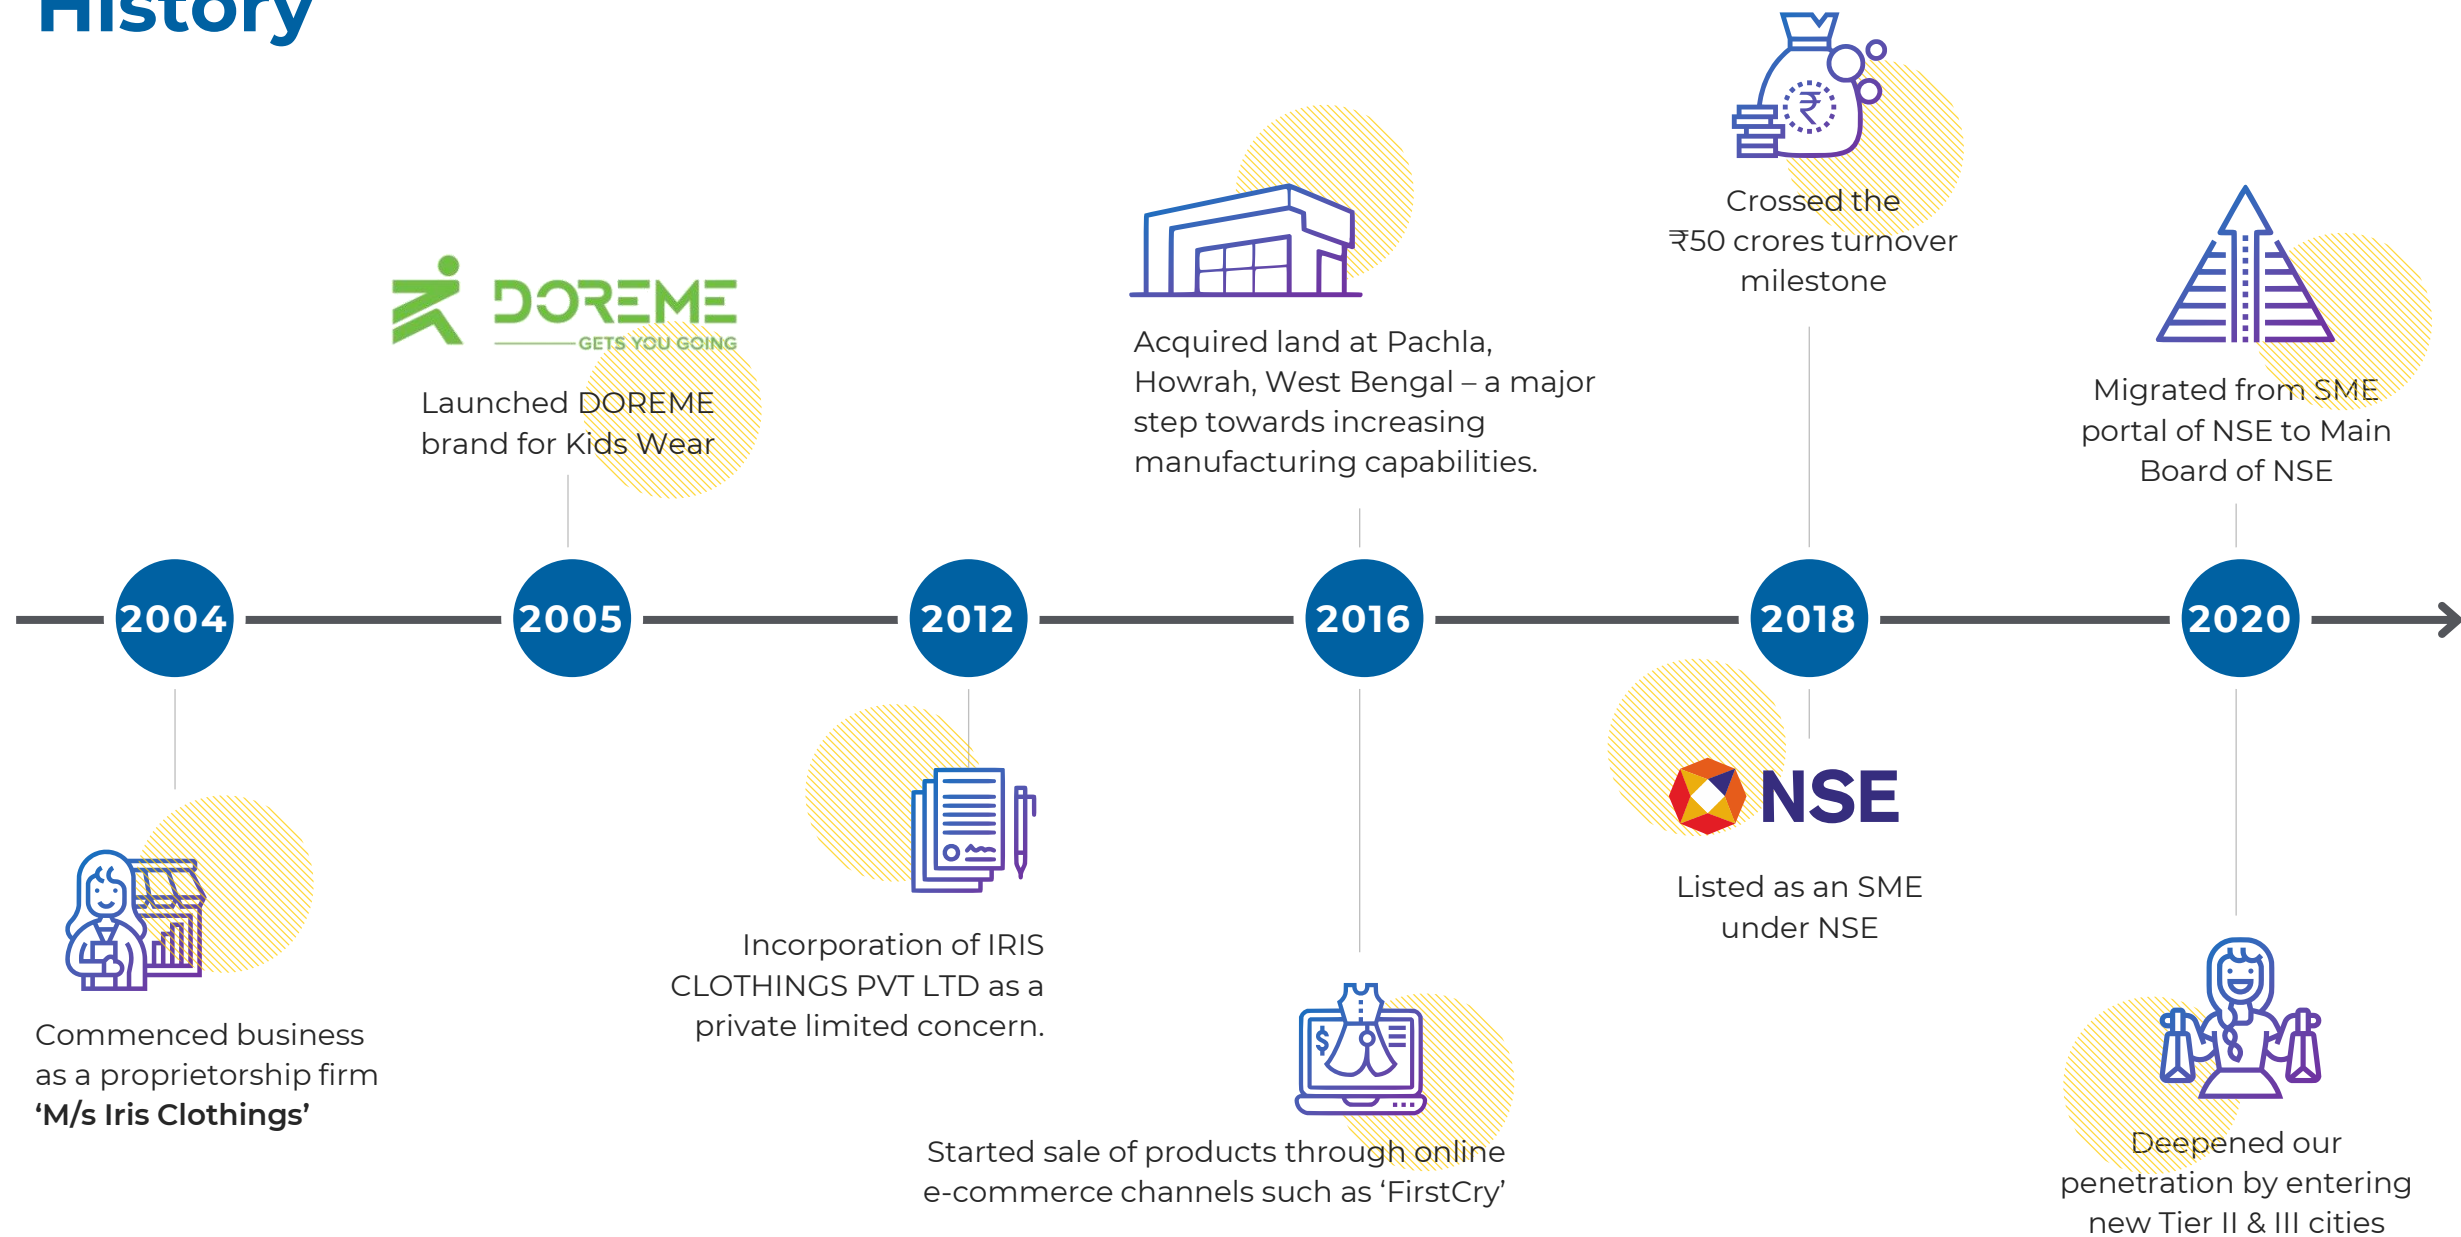 History
DOREME
GETS YOU GOING
Launched DOREME
brand for Kids Wear
Acquired land at Pachla,
Howrah, West Bengal – a major
step towards increasing
manufacturing capabilities.
₹
Crossed the
₹50 crores turnover
milestone
Migrated from SME
portal of NSE to Main
Board of NSE
2004
2005
2012
2016
2018
2020
Commenced business
as a proprietorship firm
‘M/s Iris Clothings’
Incorporation of IRIS
CLOTHINGS PVT LTD as a
private limited concern.
$
Started sale of products through online
e-commerce channels such as ‘FirstCry’
NSE
Listed as an SME
under NSE
Deepened our
penetration by entering
new Tier II & III cities